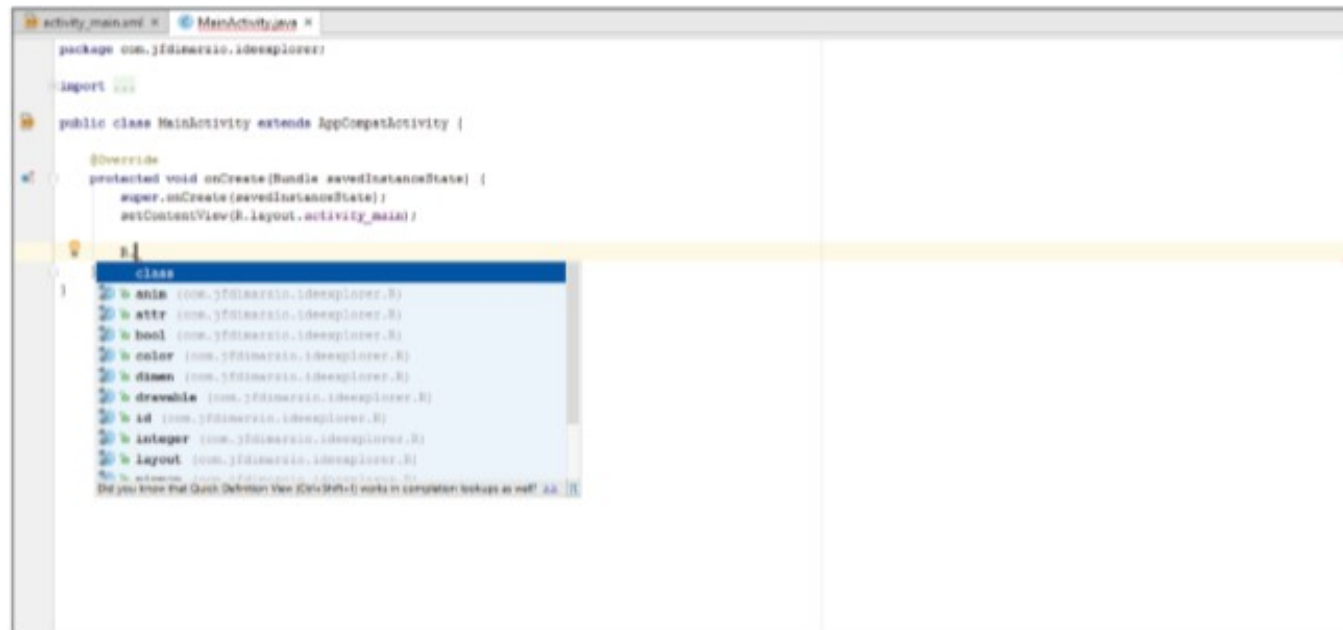 activity_main.xml × MainActivity.java ×
package com.jfdimarzio.ideexplorer;
import ...
public class MainActivity extends AppCompatActivity {
@Override
protected void onCreate(Bundle savedInstanceState) {
super.onCreate(savedInstanceState);
setContentView(R.layout.activity_main);
R.
class
}
anim (com.jfdimarzio.ideexplorer.R)
attr (com.jfdimarzio.ideexplorer.R)
bool (com.jfdimarzio.ideexplorer.R)
color (com.jfdimarzio.ideexplorer.R)
dimen (com.jfdimarzio.ideexplorer.R)
drawable (com.jfdimarzio.ideexplorer.R)
id (com.jfdimarzio.ideexplorer.R)
integer (com.jfdimarzio.ideexplorer.R)
layout (com.jfdimarzio.ideexplorer.R)
Did you know that Quick Definition View (Ctrl+Shift+I) works in completion lookups as well? >>